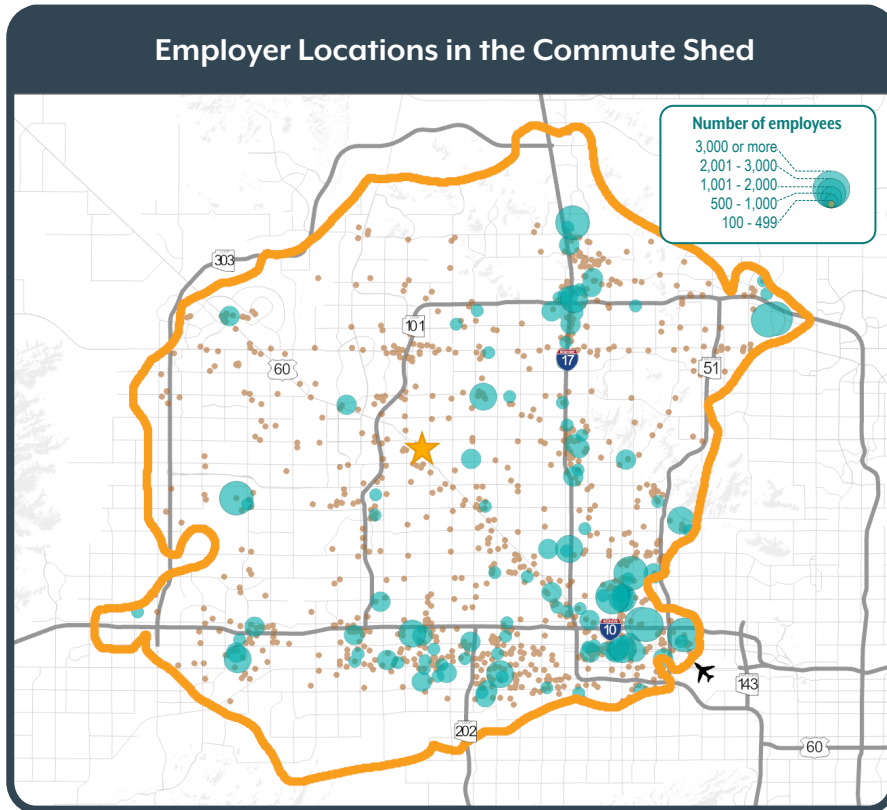 Employer Locations in the Commute Shed
Number of employees
3,000 or more
2,001 - 3,000
1,001 - 2,000
500 - 1,000
100 - 499
303
101
60
17
51
10
143
202
60